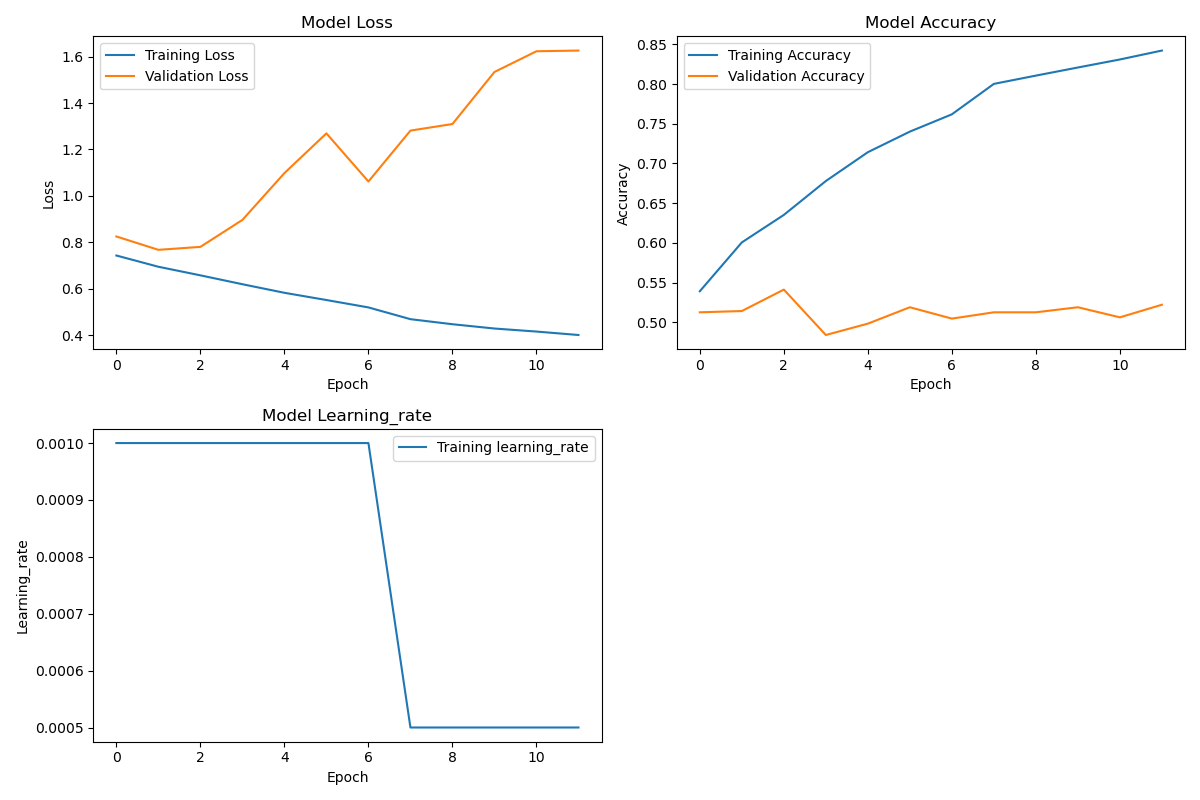 Model Loss
Training Loss
Validation Loss
1.6
1.4
1.2
1.0
0.8
0.6
0.4
Loss
0 2 4 6 8 10
Epoch
Model Accuracy
Training Accuracy
Validation Accuracy
0.85
0.80
0.75
0.70
0.65
0.60
0.55
0.50
Accuracy
0 2 4 6 8 10
Epoch
Model Learning_rate
Training learning_rate
0.0010
0.0009
0.0008
0.0007
0.0006
0.0005
Learning_rate
0 2 4 6 8 10
Epoch